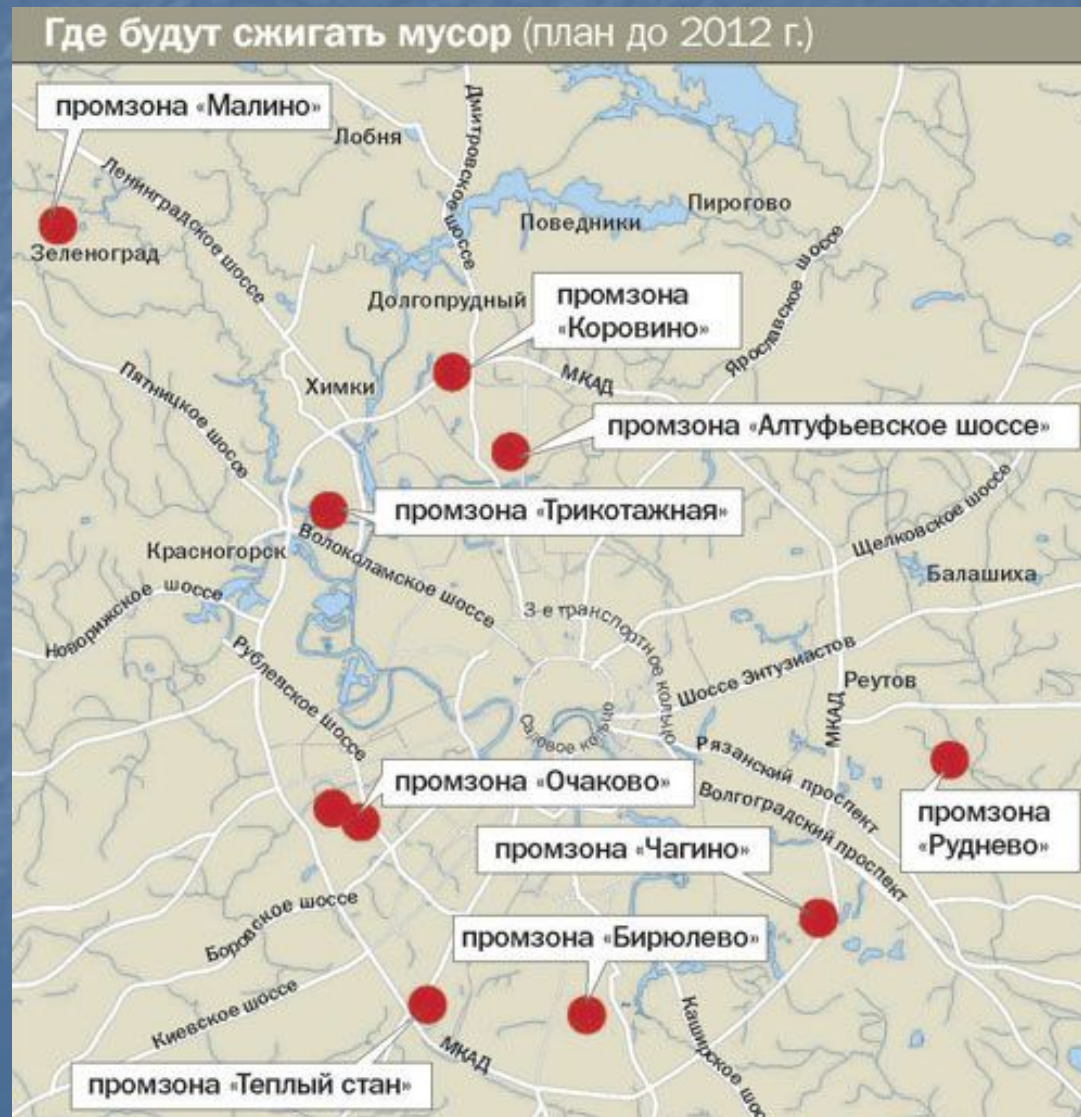 Где будут сжигать мусор (план до 2012 г.)
промзона «Малино»
Лобня
Дмитровское шоссе
Ленинградское шоссе
Пирогово
Поведники
Зеленоград
Долгопрудный
промзона
«Коровино»
Ярославское шоссе
МКАД
Химки
Пятницкое шоссе
промзона «Алтуфьевское шоссе»
промзона «Трикотажная»
Щелковское шоссе
Красногорск
Волоколамское шоссе
Балашиха
Новорижское шоссе
3-е транспортное кольцо
Рублевское шоссе
Шоссе Энтузиастов
Реутов
МКАД
Садовое кольцо
Рязанский проспект
промзона «Очаково»
Волгоградский проспект
промзона
«Руднево»
промзона «Чагино»
Боровское шоссе
промзона «Бирюлево»
Киевское шоссе
Каширское шоссе
МКАД
промзона «Теплый стан»